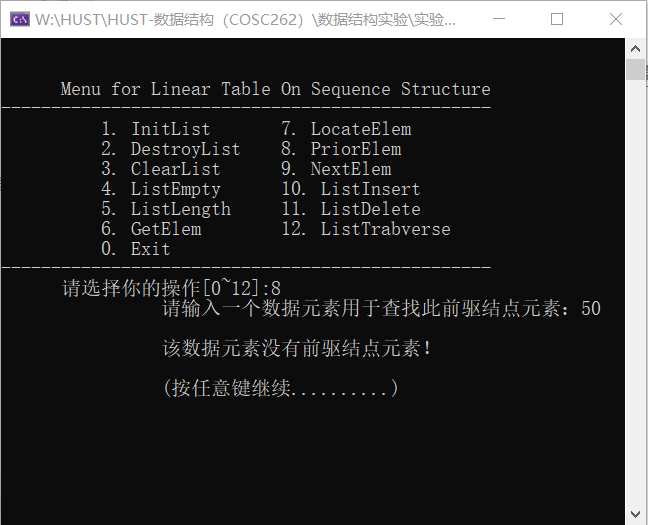 W:\HUST\HUST-数据结构（COSC262）\数据结构实验\实验...
Menu for Linear Table On Sequence Structure
-------------------------------------------------
1. InitList 7. LocateElem
2. DestroyList 8. PriorElem
3. ClearList 9. NextElem
4. ListEmpty 10. ListInsert
5. ListLength 11. ListDelete
6. GetElem 12. ListTrabverse
0. Exit
-------------------------------------------------
请选择你的操作[0~12]:8
请输入一个数据元素用于查找此前驱结点元素：50
该数据元素没有前驱结点元素！
(按任意键继续..........)